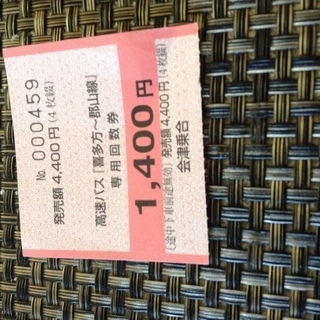 No. 000459
発売額 4,400円 (4枚綴)
高速バス「喜多方～郡山線」
専用回数券
1,400円
(途中下車前途無効) 発売額4,400円(4枚綴)
会津乗合